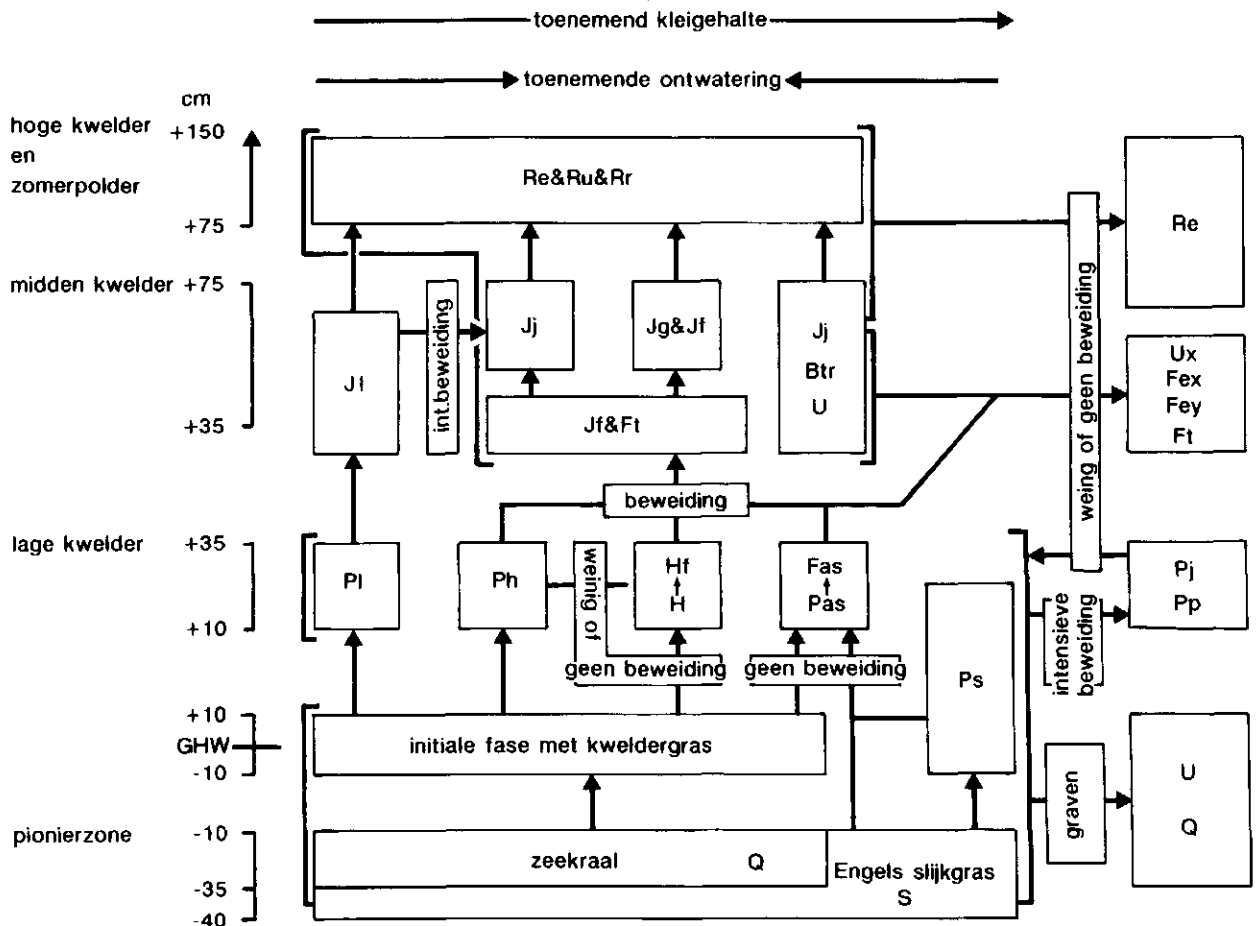 toenemend kleigehalte
toenemende ontwatering
cm
hoge kwelder +150
en
zomerpolder
+75
Re&Ru&Rr
Re
weing of geen beweiding
midden kwelder +75
+35
Jl
int.beweiding
Jj
Jg&Jf
Jf&Ft
Jj
Btr
U
Ux
Fex
Fey
Ft
beweiding
lage kwelder +35
+10
Pl
Ph
weinig of
geen beweiding
Hf
H
Fas
Pas
geen beweiding
Ps
Pj
Pp
intensieve
beweiding
+10
GHW
-10
initiale fase met kweldergras
graven
U
Q
pionierzone -10
-35
-40
zeekraal Q
Engels slijkgras
S